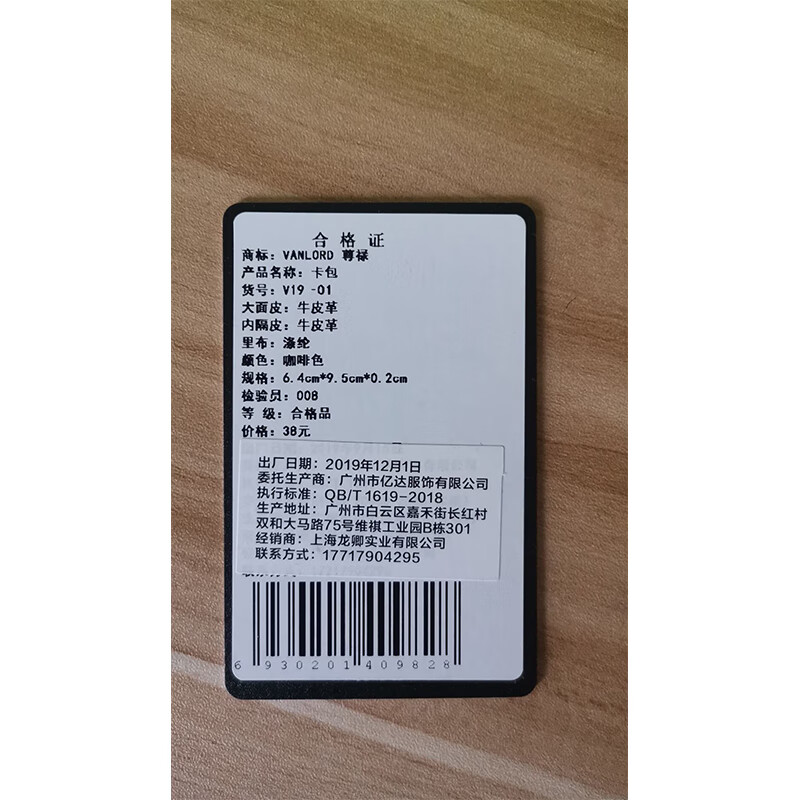 合格证
商标：VANLORD 尊禄
产品名称：卡包
货号：V19 -01
大面皮：牛皮革
内隔皮：牛皮革
里布：涤纶
颜色：咖啡色
规格：6.4cm*9.5cm*0.2cm
检验员：008
等 级：合格品
价格：38元
出厂日期：2019年12月1日
委托生产商：广州市亿达服饰有限公司
执行标准：QB/T 1619-2018
生产地址：广州市白云区嘉禾街长红村
双和大马路75号维祺工业园B栋301
经销商：上海龙卿实业有限公司
联系方式：17717904295
6 930201 409828